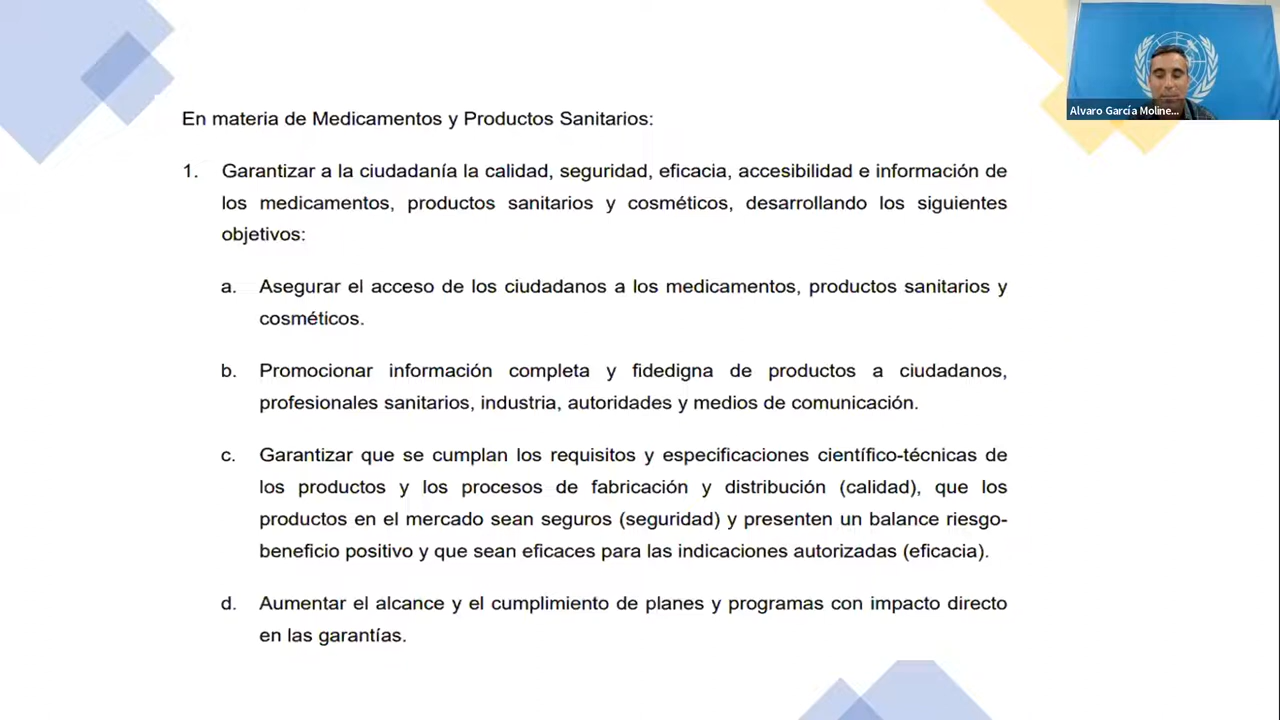 En materia de Medicamentos y Productos Sanitarios:
1. Garantizar a la ciudadanía la calidad, seguridad, eficacia, accesibilidad e información de
los medicamentos, productos sanitarios y cosméticos, desarrollando los siguientes
objetivos:
a. Asegurar el acceso de los ciudadanos a los medicamentos, productos sanitarios y
cosméticos.
b. Promocionar información completa y fidedigna de productos a ciudadanos,
profesionales sanitarios, industria, autoridades y medios de comunicación.
c. Garantizar que se cumplan los requisitos y especificaciones científico-técnicas de
los productos y los procesos de fabricación y distribución (calidad), que los
productos en el mercado sean seguros (seguridad) y presenten un balance riesgo-
beneficio positivo y que sean eficaces para las indicaciones autorizadas (eficacia).
d. Aumentar el alcance y el cumplimiento de planes y programas con impacto directo
en las garantías.
Alvaro García Moline...